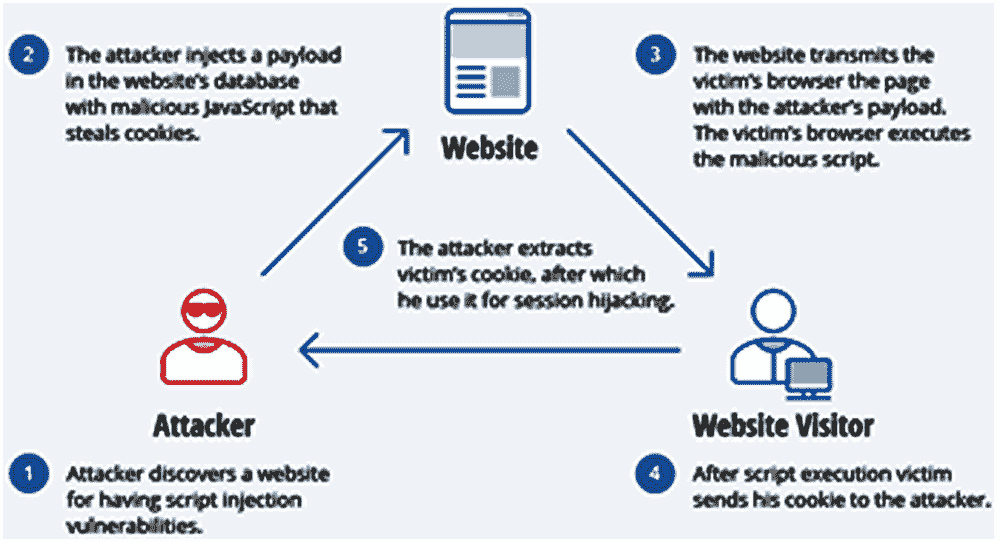 2
The attacker injects a payload
in the website's database
with malicious JavaScript that
steals cookies.
Website
3
The website transmits the
victim's browser the page
with the attacker's payload.
The victim's browser executes
the malicious script.
5
The attacker extracts
victim's cookie, after which
he use it for session hijacking.
Attacker
1
Attacker discovers a website
for having script injection
vulnerabilities.
Website Visitor
4
After script execution victim
sends his cookie to the attacker.